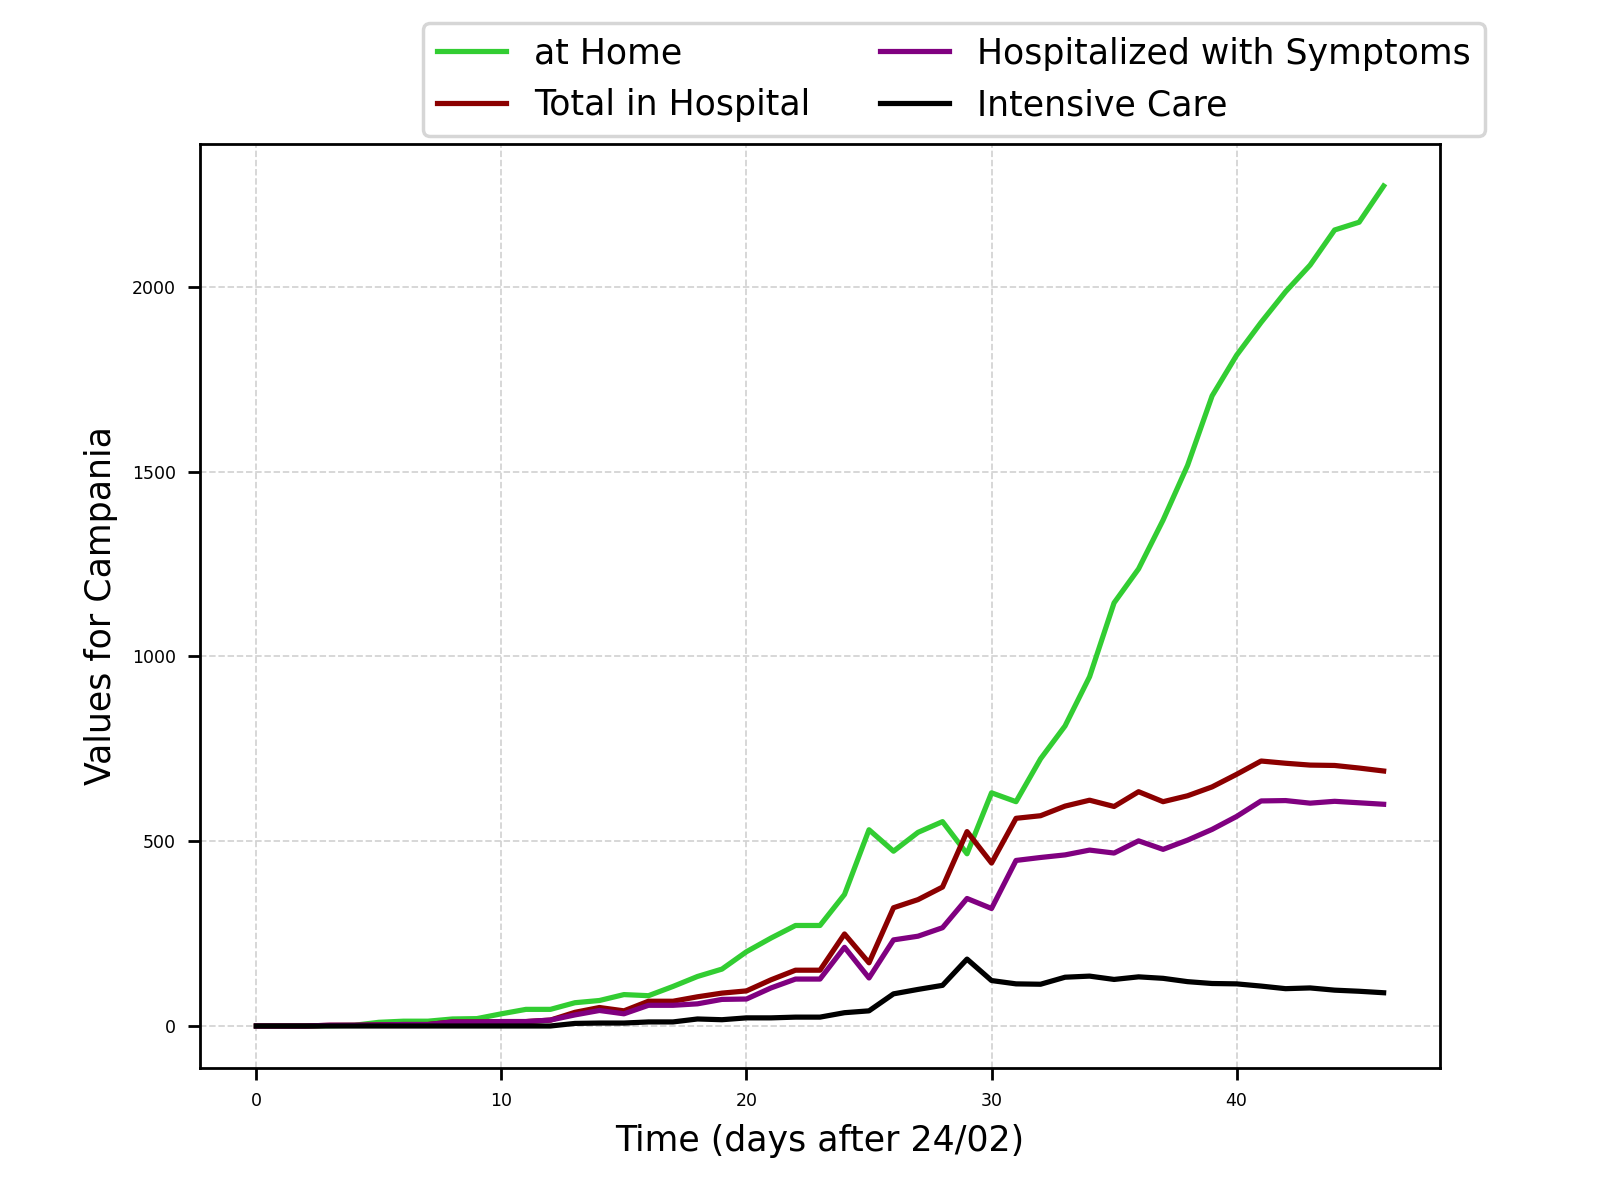 at Home
Total in Hospital
Hospitalized with Symptoms
Intensive Care
Values for Campania
2000
1500
1000
500
0
0 10 20 30 40
Time (days after 24/02)